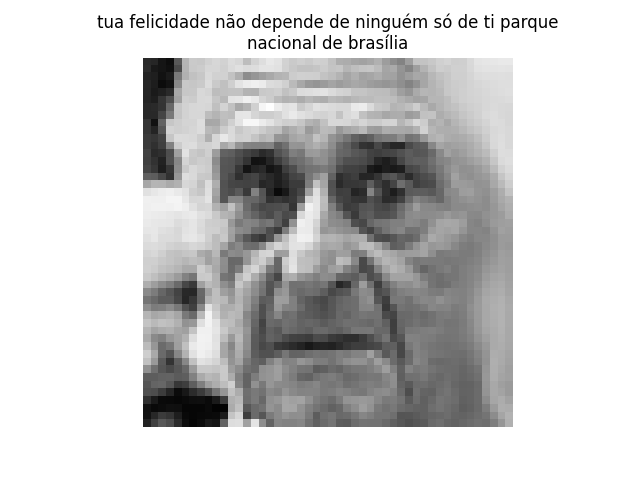 tua felicidade não depende de ninguém só de ti parque
nacional de brasília